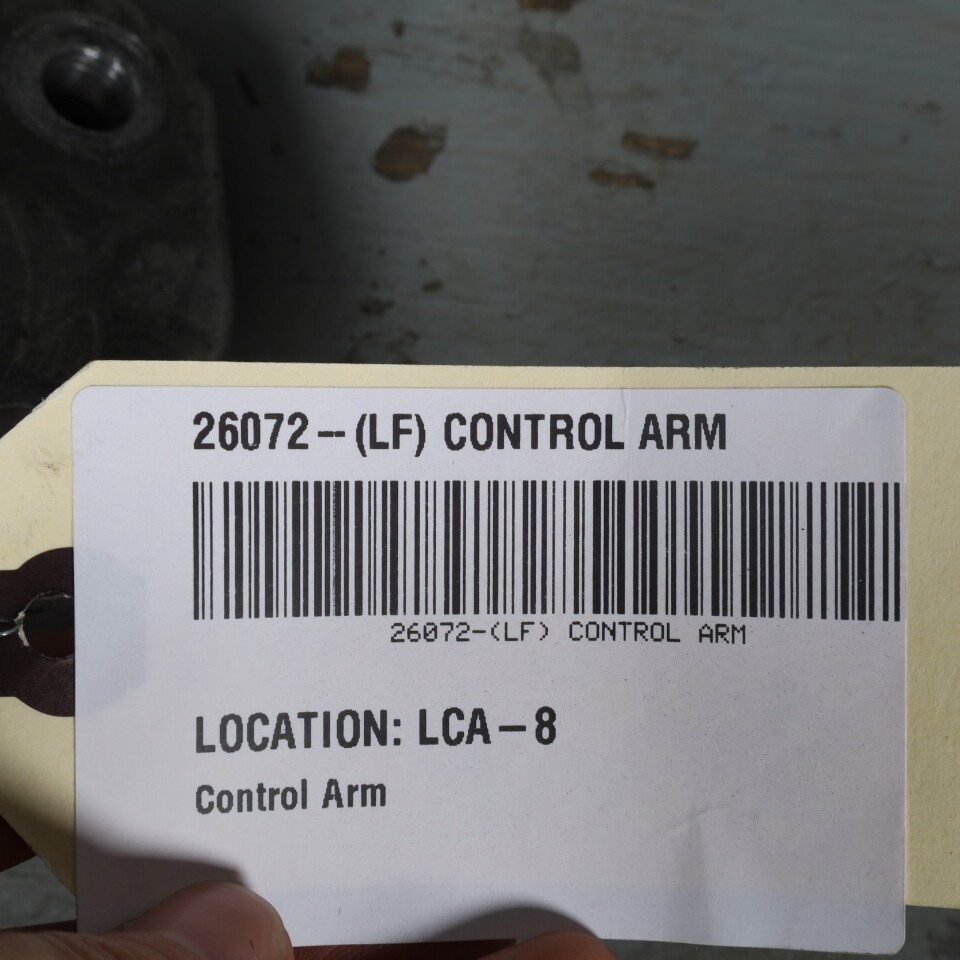 26072-(LF) CONTROL ARM
26072-(LF) CONTROL ARM
LOCATION: LCA-8
Control Arm